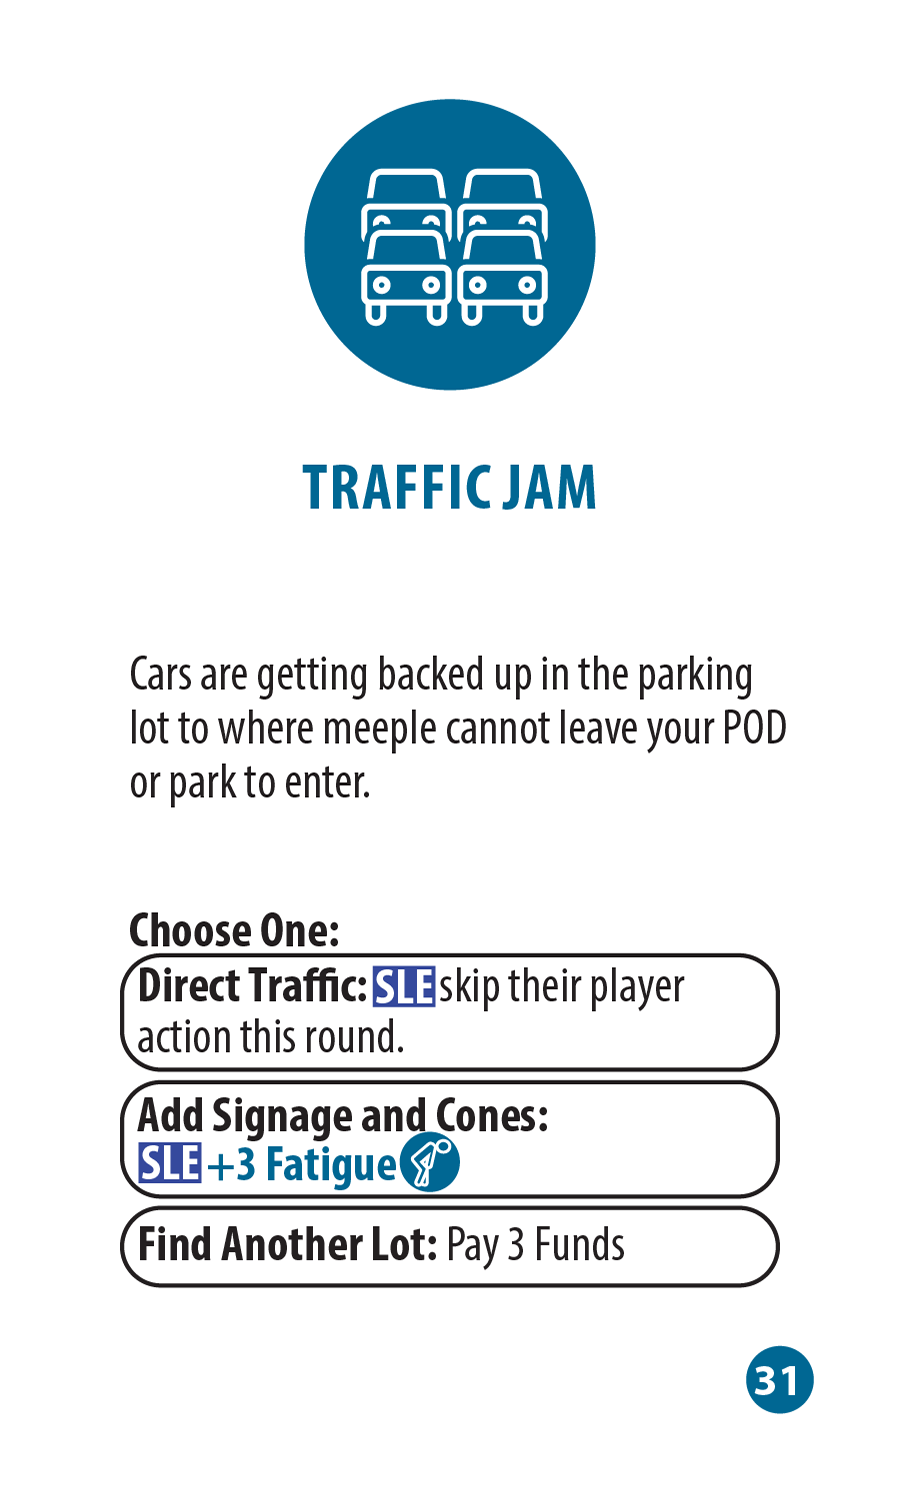 TRAFFIC JAM
Cars are getting backed up in the parking
lot to where meeple cannot leave your POD
or park to enter.
Choose One:
Direct Traffic: SLE skip their player
action this round.
Add Signage and Cones:
SLE +3 Fatigue
Find Another Lot: Pay 3 Funds
31